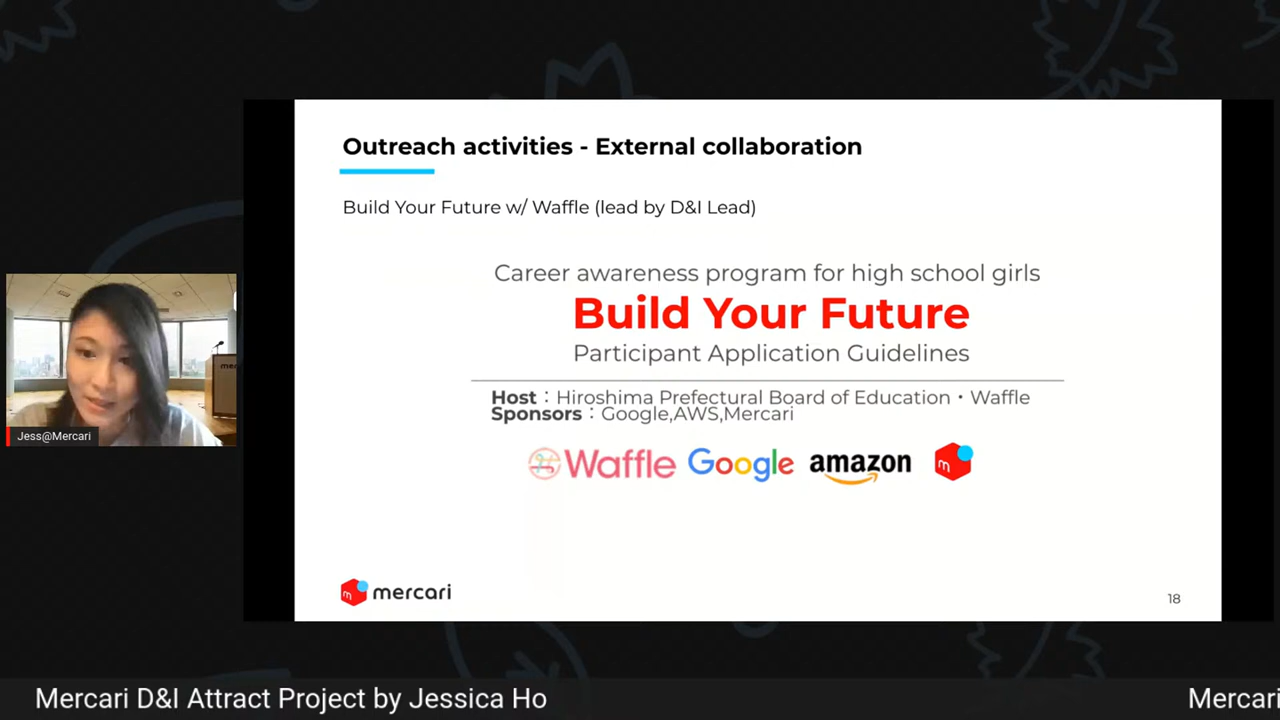 Outreach activities - External collaboration
Build Your Future w/ Waffle (lead by D&I Lead)
Career awareness program for high school girls
Build Your Future
Participant Application Guidelines
Host：Hiroshima Prefectural Board of Education・Waffle
Sponsors：Google,AWS,Mercari
Waffle Google amazon m
m mercari
18
mer
Jess@Mercari
Mercari D&I Attract Project by Jessica Ho
Mercari